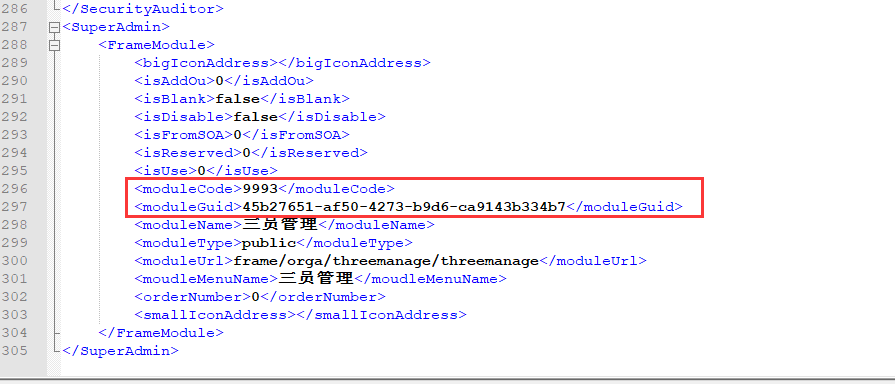 286 </SecurityAuditor>
287 <SuperAdmin>
288 <FrameModule>
289 <bigIconAddress></bigIconAddress>
290 <isAddOu>0</isAddOu>
291 <isBlank>false</isBlank>
292 <isDisable>false</isDisable>
293 <isFromSOA>0</isFromSOA>
294 <isReserved>0</isReserved>
295 <isUse>0</isUse>
296 <moduleCode>9993</moduleCode>
297 <moduleGuid>45b27651-af50-4273-b9d6-ca9143b334b7</moduleGuid>
298 <moduleName>三员管理</moduleName>
299 <moduleType>public</moduleType>
300 <moduleUrl>frame/orga/threemanage/threemanage</moduleUrl>
301 <moudleMenuName>三员管理</moudleMenuName>
302 <orderNumber>0</orderNumber>
303 <smallIconAddress></smallIconAddress>
304 </FrameModule>
305 </SuperAdmin>